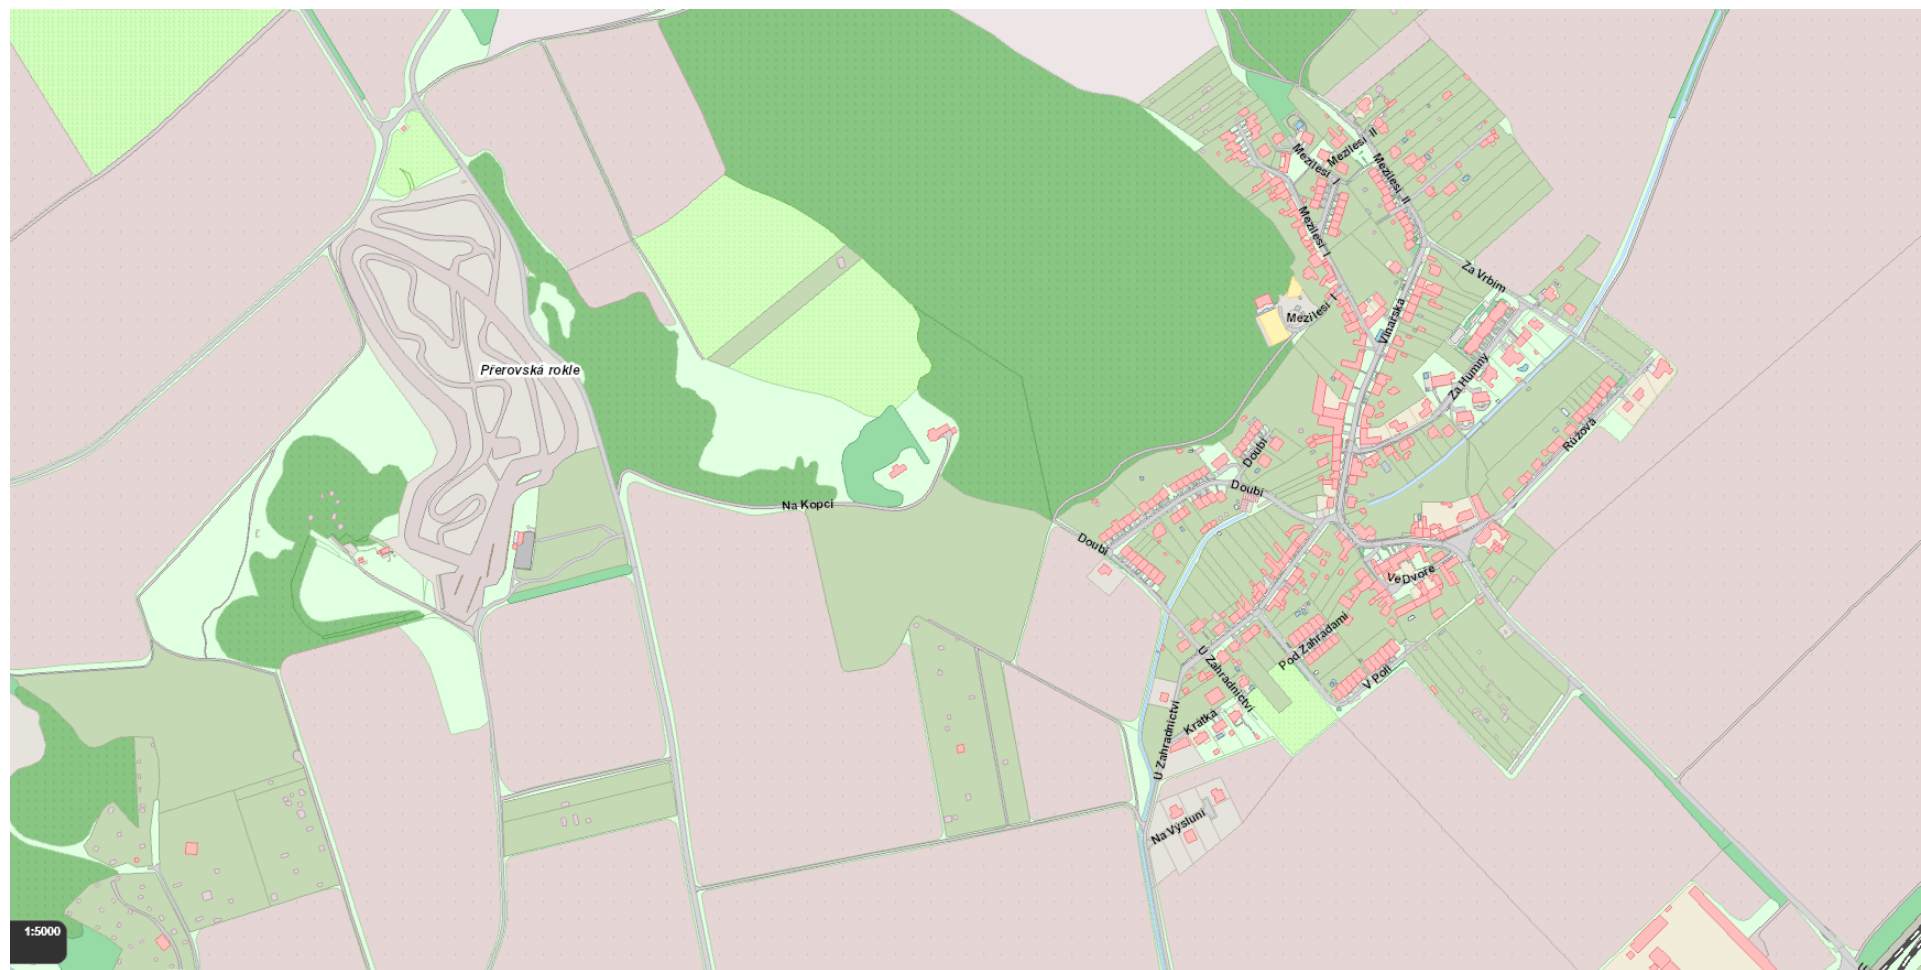 Mezilesí II
Mezilesí I
Mezilesí II
Mezilesí I
Za Vrbím
Mezilesí I
Vinařská
Přerovská rokle
Za Humny
Růžová
Doubí
Doubí
Na Kopci
Doubí
Ve Dvoře
Pod Zahradami
U Zahradnictví
V Polí
Krátká
U Zahradnictví
Na Výsluní
1:5000